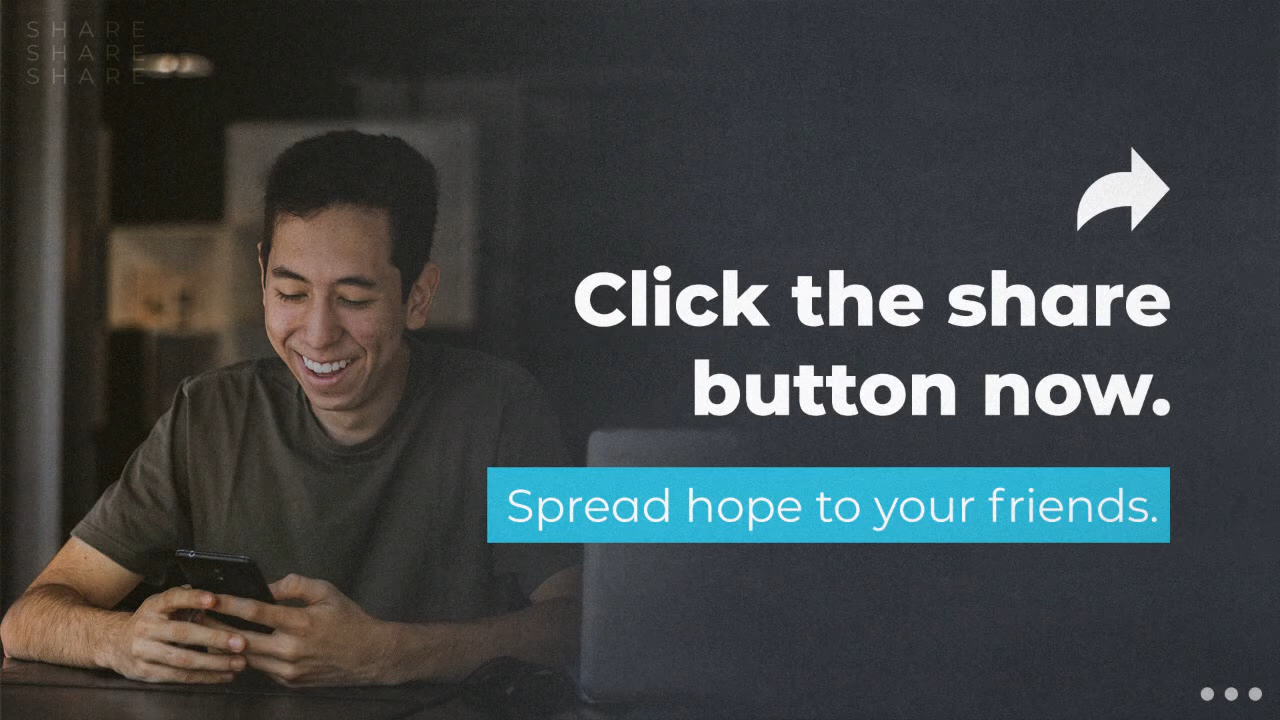 SHARE
SHARE
SHARE
Click the share
button now.
Spread hope to your friends.